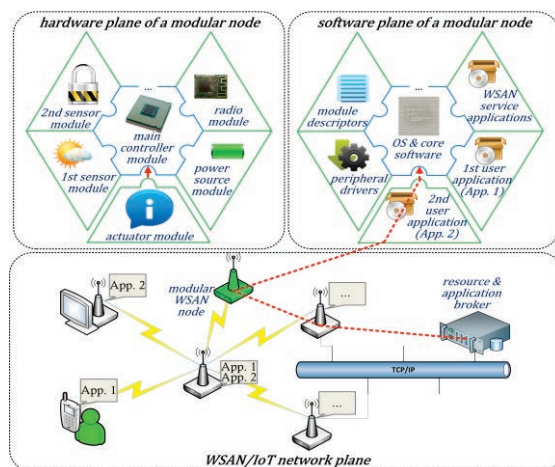 hardware plane of a modular node
...
2nd sensor
module
radio
module
main
controller
module
1st sensor
module
power
source
module
actuator module
software plane of a modular node
...
module
descriptors
WSAN
service
applications
OS & core
software
peripheral
drivers
1st user
application
(App. 1)
2nd user
application
(App. 2)
modular
WSAN
node
App. 2
...
resource &
application
broker
App. 1
App. 2
TCP/IP
App. 1
...
WSAN/IoT network plane